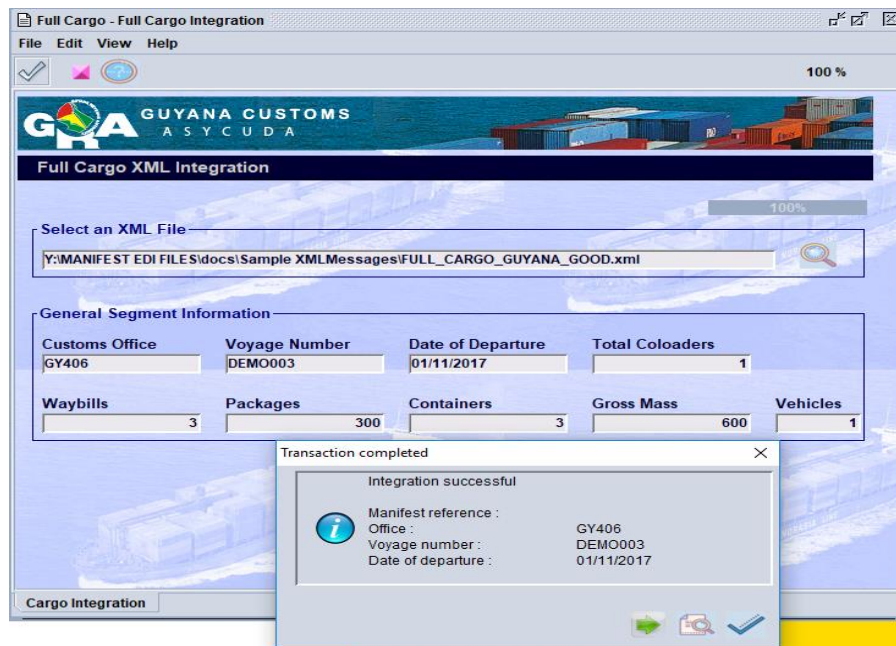 Full Cargo - Full Cargo Integration
File Edit View Help
100 %
GRA GUYANA CUSTOMS
ASYCUDA
Full Cargo XML Integration
100%
Select an XML File
Y:\MANIFEST EDI FILES\docs\Sample XMLMessages\FULL_CARGO_GUYANA_GOOD.xml
General Segment Information
Customs Office Voyage Number Date of Departure Total Coloaders
GY406 DEMO003 01/11/2017 1
Waybills Packages Containers Gross Mass Vehicles
3 300 3 600 1
Transaction completed
Integration successful
Manifest reference :
Office : GY406
Voyage number : DEMO003
Date of departure : 01/11/2017
Cargo Integration